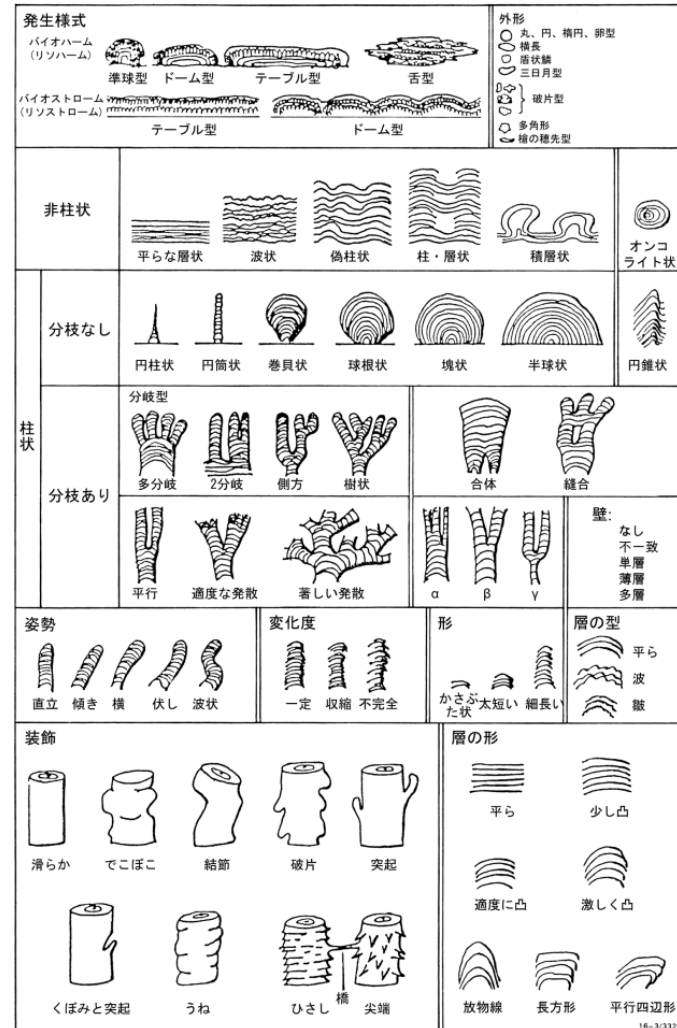 発生様式
バイオハーム
(リソハーム)
準球型
ドーム型
テーブル型
舌型
バイオストローム
(リソストローム)
テーブル型
ドーム型
外形
丸、円、楕円、卵型
横長
盾状鱗
三日月型
破片型
多角形
槍の穂先型
非柱状
平らな層状
波状
偽柱状
柱・層状
積層状
オンコ
ライト状
柱状
分枝なし
円柱状
円筒状
巻貝状
球根状
塊状
半球状
円錐状
分枝あり
分岐型
多分岐
2分岐
側方
樹状
合体
縫合
平行
適度な発散
著しい発散
α
β
γ
壁:
なし
不一致
単層
薄層
多層
姿勢
直立
傾き
横
伏し
波状
変化度
一定
収縮
不完全
形
かさぶ
た状
太短い
細長い
層の型
平ら
波
皺
装飾
滑らか
でこぼこ
結節
破片
突起
くぼみと突起
うね
ひさし
橋
尖端
層の形
平ら
少し凸
適度に凸
激しく凸
放物線
長方形
平行四辺形
16-3/332